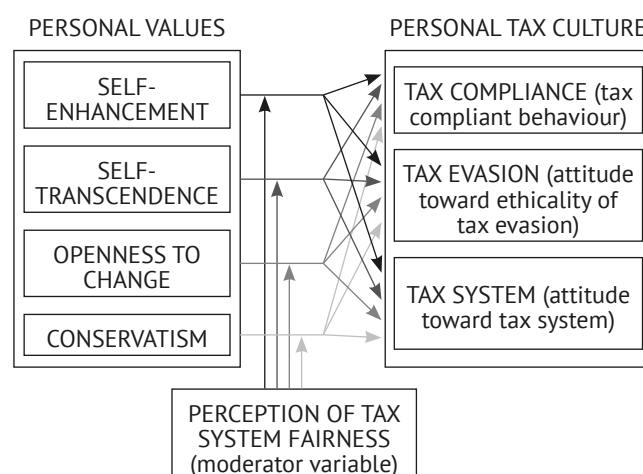 PERSONAL VALUES
SELF-
ENHANCEMENT
SELF-
TRANSCENDENCE
OPENNESS TO
CHANGE
CONSERVATISM
PERSONAL TAX CULTURE
TAX COMPLIANCE (tax
compliant behaviour)
TAX EVASION (attitude
toward ethicality of
tax evasion)
TAX SYSTEM (attitude
toward tax system)
PERCEPTION OF TAX
SYSTEM FAIRNESS
(moderator variable)